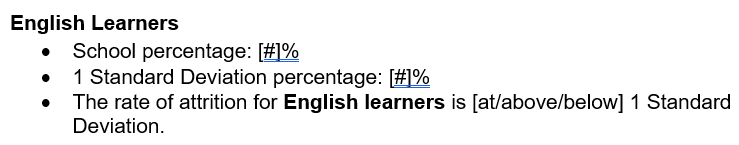 English Learners
• School percentage: [#]%
• 1 Standard Deviation percentage: [#]%
• The rate of attrition for English learners is [at/above/below] 1 Standard
Deviation.